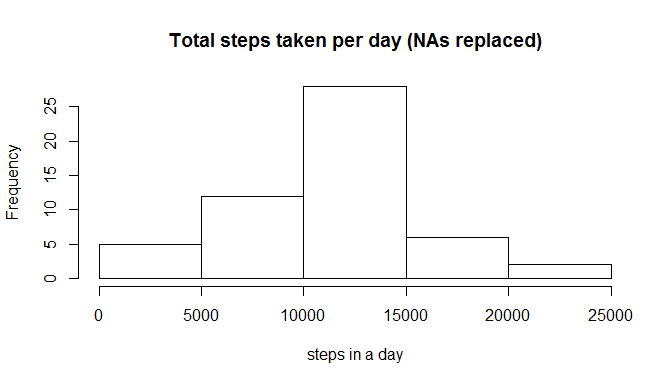 Total steps taken per day (NAs replaced)
Frequency
25
20
15
10
5
0
0 5000 10000 15000 20000 25000
steps in a day